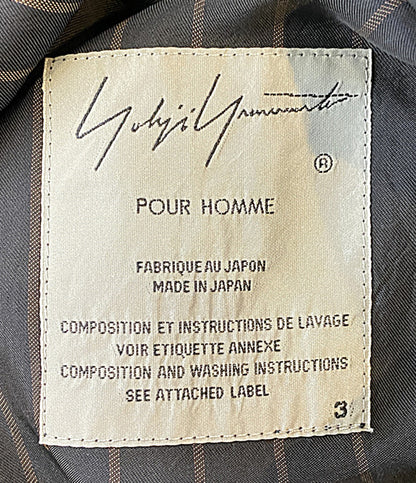 Yohji Yamamoto
®
POUR HOMME
FABRIQUE AU JAPON
MADE IN JAPAN
COMPOSITION ET INSTRUCTIONS DE LAVAGE
VOIR ETIQUETTE ANNEXE
COMPOSITION AND WASHING INSTRUCTIONS
SEE ATTACHED LABEL
3